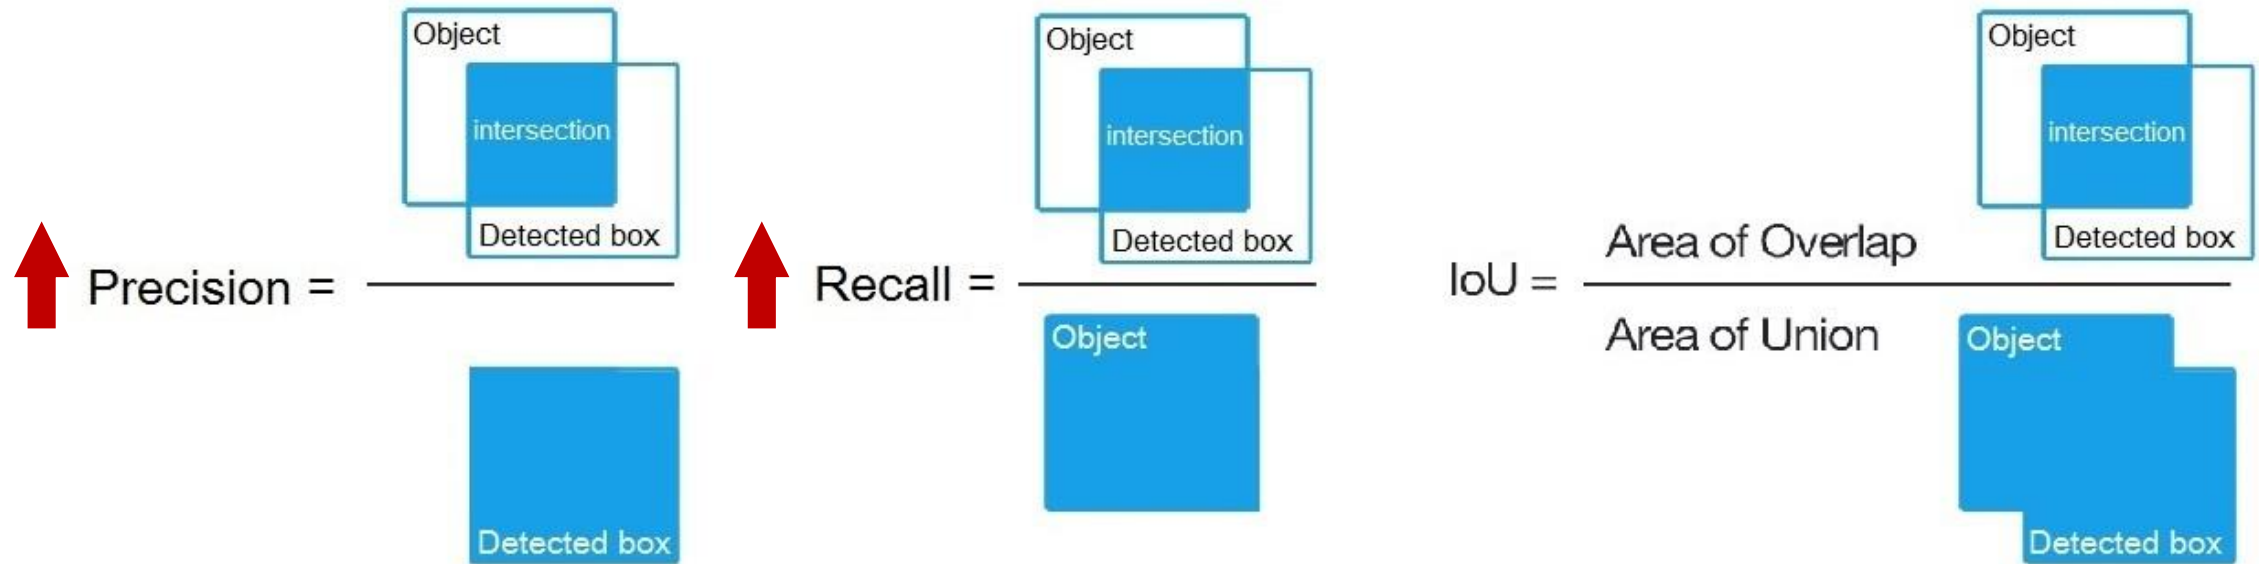 Object
intersection
Detected box
Precision =
Detected box
Object
intersection
Detected box
Recall =
Object
Object
intersection
Detected box
IoU =
Area of Overlap
Area of Union
Object
Detected box